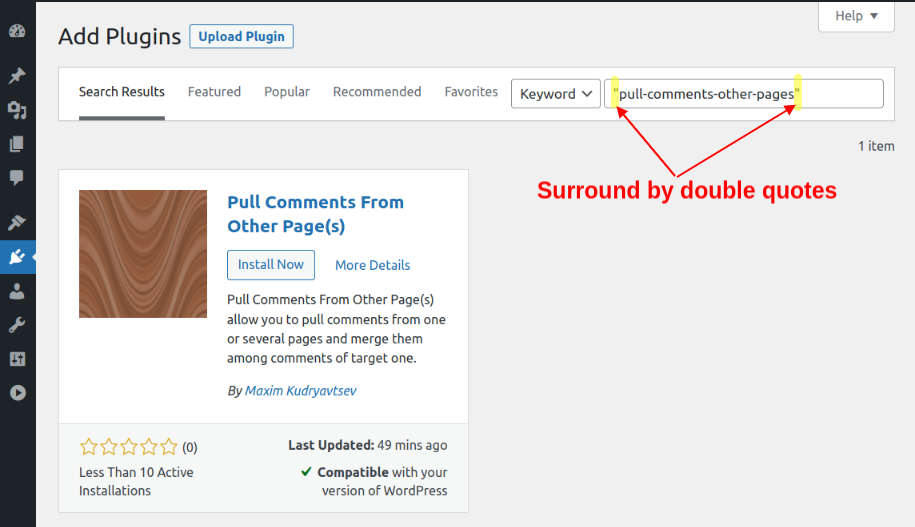 Help
Add Plugins Upload Plugin
Search Results Featured Popular Recommended Favorites Keyword "pull-comments-other-pages"
1 item
Surround by double quotes
Pull Comments From
Other Page(s)
Install Now More Details
Pull Comments From Other Page(s)
allow you to pull comments from one
or several pages and merge them
among comments of target one.
By Maxim Kudryavtsev
(0)
Less Than 10 Active
Installations
Last Updated: 49 mins ago
Compatible with your
version of WordPress